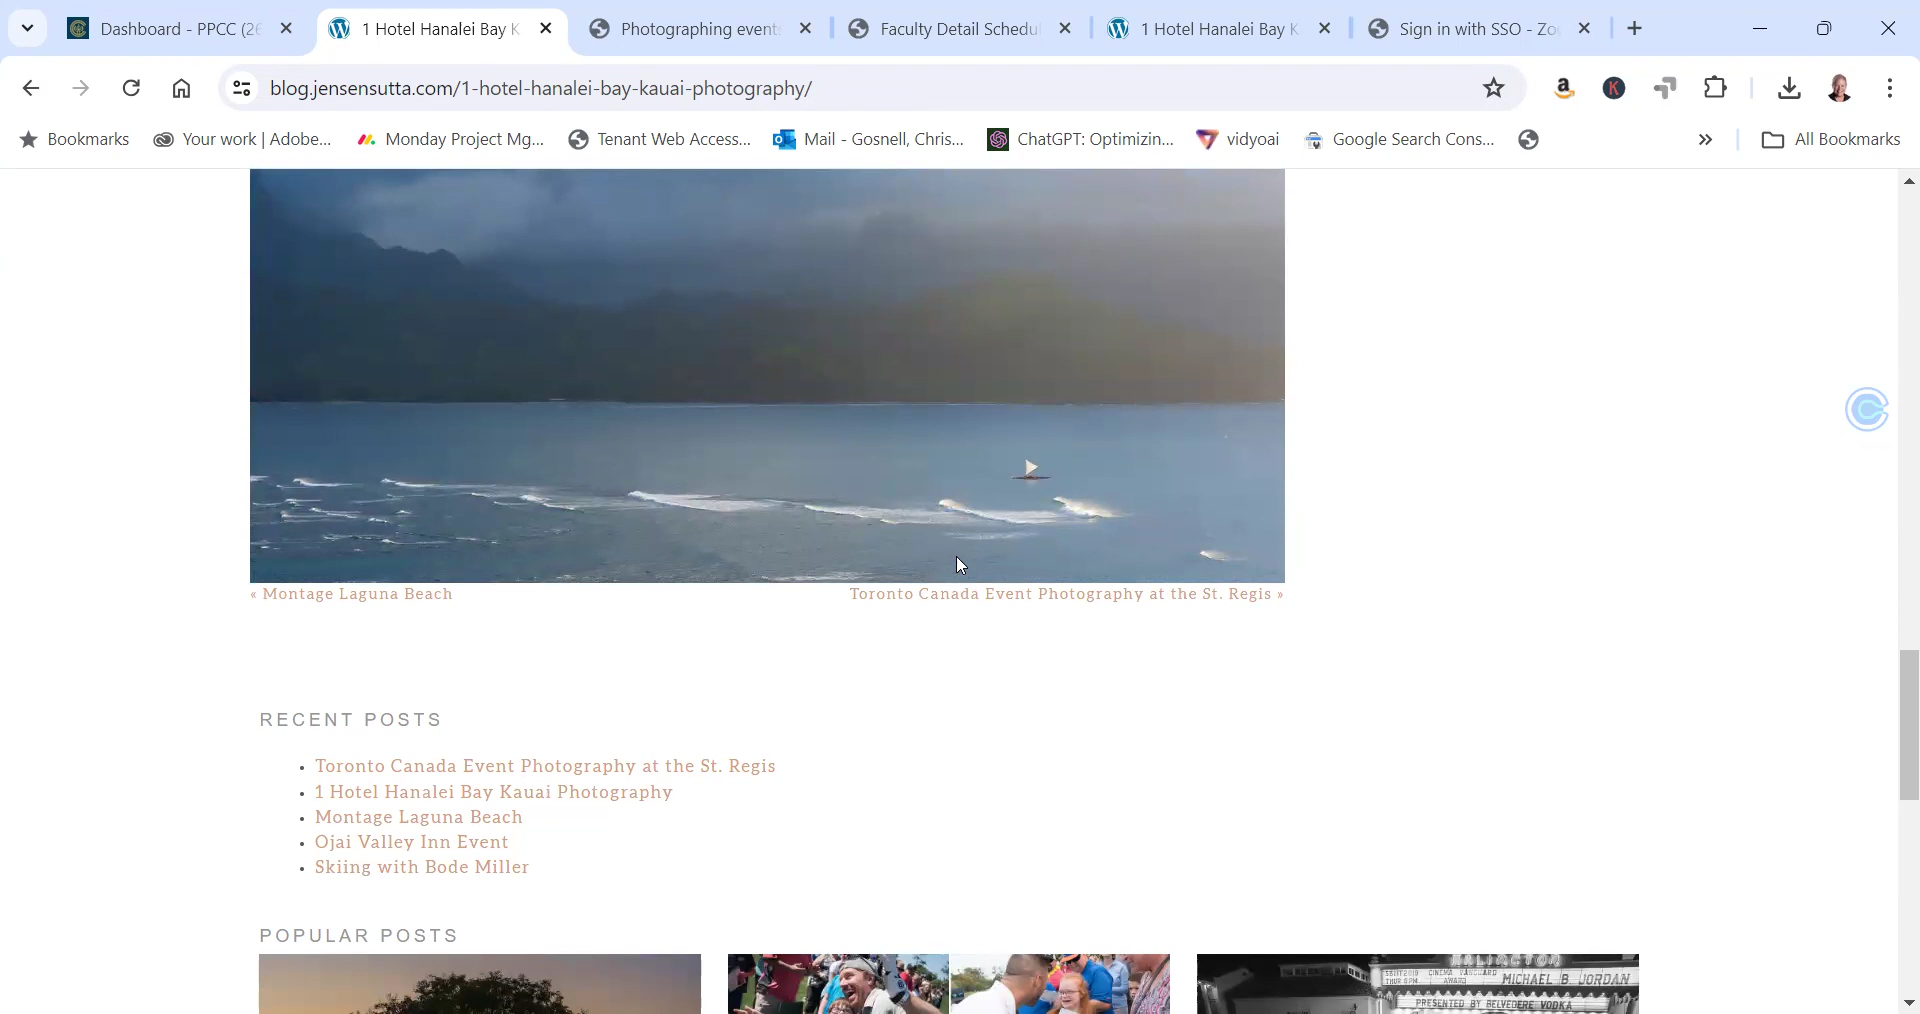 Dashboard - PPCC (26
1 Hotel Hanalei Bay K
Photographing event
Faculty Detail Schedu
1 Hotel Hanalei Bay K
Sign in with SSO - Zo
blog.jensensutta.com/1-hotel-hanalei-bay-kauai-photography/
Bookmarks
Your work | Adobe...
Monday Project Mg...
Tenant Web Access...
Mail - Gosnell, Chris...
ChatGPT: Optimizin...
vidyoai
Google Search Cons...
»
All Bookmarks
« Montage Laguna Beach
Toronto Canada Event Photography at the St. Regis »
RECENT POSTS
• Toronto Canada Event Photography at the St. Regis
• 1 Hotel Hanalei Bay Kauai Photography
• Montage Laguna Beach
• Ojai Valley Inn Event
• Skiing with Bode Miller
POPULAR POSTS
ARLINGTON
CINEMA VANGUARD
AWARD
MICHAEL B. JORDAN
PRESENTED BY BELVEDERE VODKA